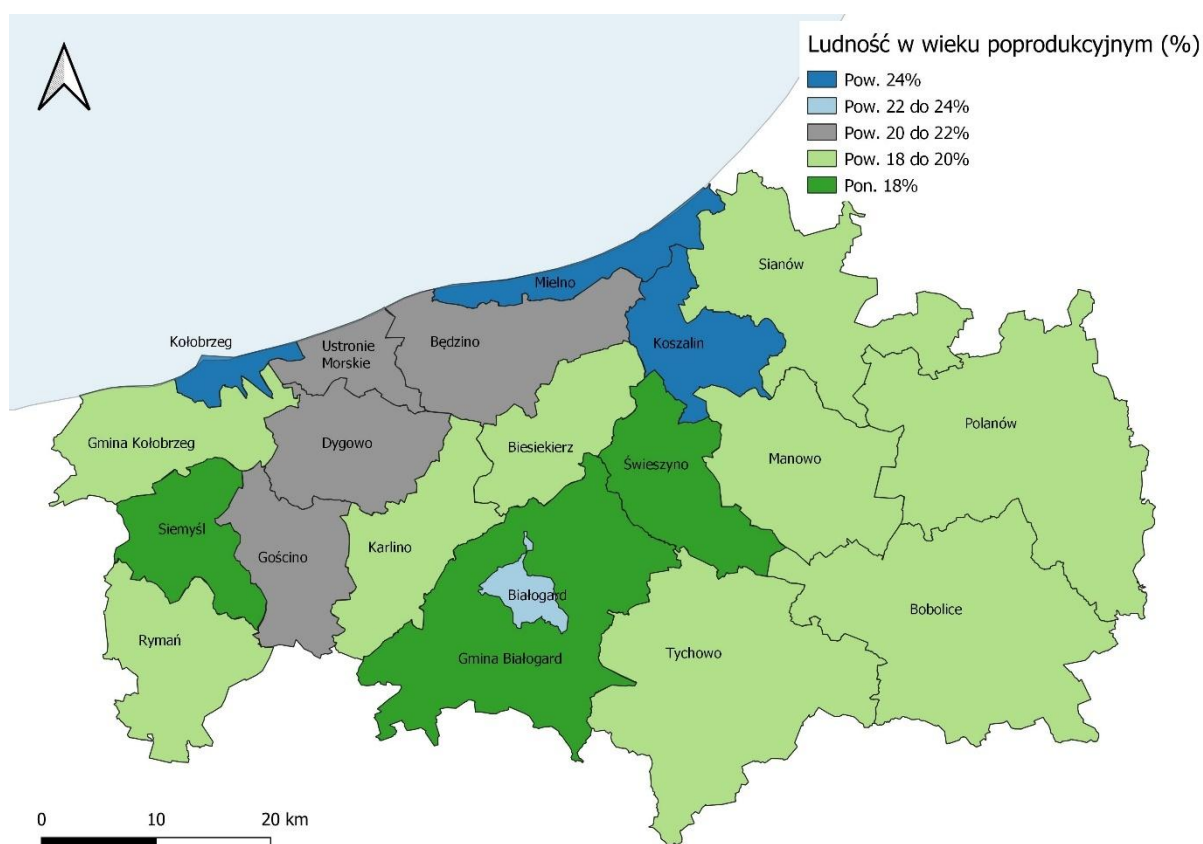 Ludność w wieku poprodukcyjnym (%)
Pow. 24%
Pow. 22 do 24%
Pow. 20 do 22%
Pow. 18 do 20%
Pon. 18%
Sianów
Mielno
Kołobrzeg
Ustronie
Morskie
Będzino
Koszalin
Polanów
Gmina Kołobrzeg
Dygowo
Biesiekierz
Manowo
Świeszyno
Siemyśl
Gościno
Karlino
Białogard
Bobolice
Rymań
Gmina Białogard
Tychowo
0 10 20 km